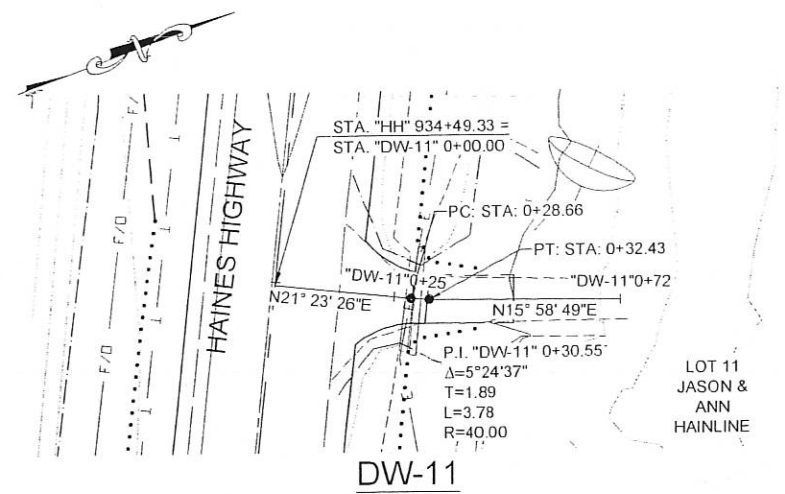 STA. "HH" 934+49.33 =
STA. "DW-11" 0+00.00
PC: STA: 0+28.66
PT: STA: 0+32.43
"DW-11"0+25
"DW-11"0+72
N21° 23' 26"E
N15° 58' 49"E
P.I. "DW-11" 0+30.55
Δ=5°24'37"
T=1.89
L=3.78
R=40.00
HAINES HIGHWAY
F/O
F/O
F/O
LOT 11
JASON &
ANN
HAINLINE
DW-11